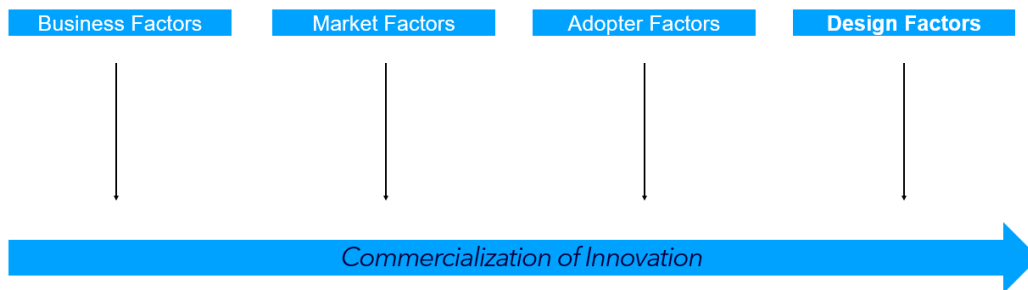 Business Factors
Market Factors
Adopter Factors
Design Factors
Commercialization of Innovation